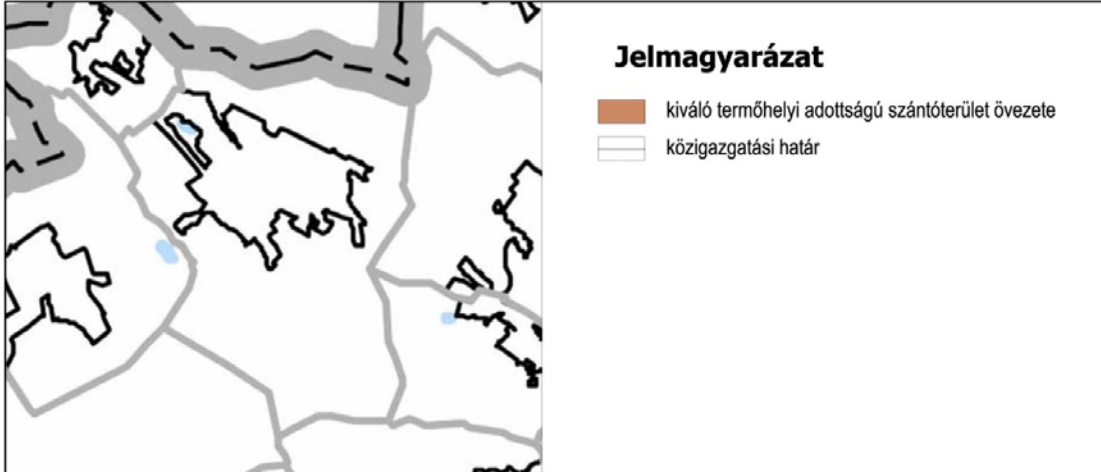 Jelmagyarázat
kiváló termőhelyi adottságú szántóterület övezete
közigazgatási határ